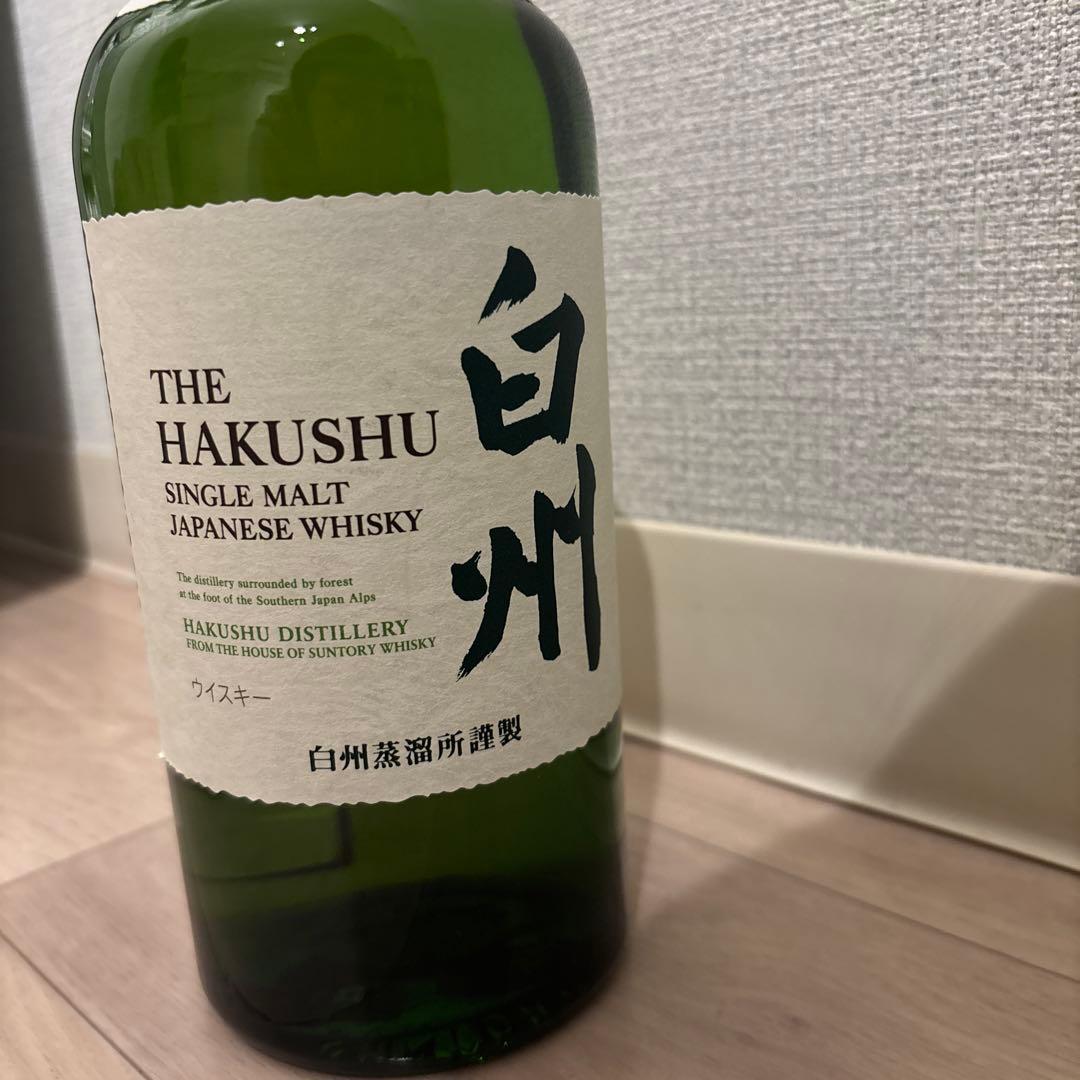 THE
HAKUSHU
SINGLE MALT
JAPANESE WHISKY
白州
The distillery surrounded by forest
at the foot of the Southern Japan Alps
HAKUSHU DISTILLERY
FROM THE HOUSE OF SUNTORY WHISKY
ウイスキー
白州蒸溜所謹製